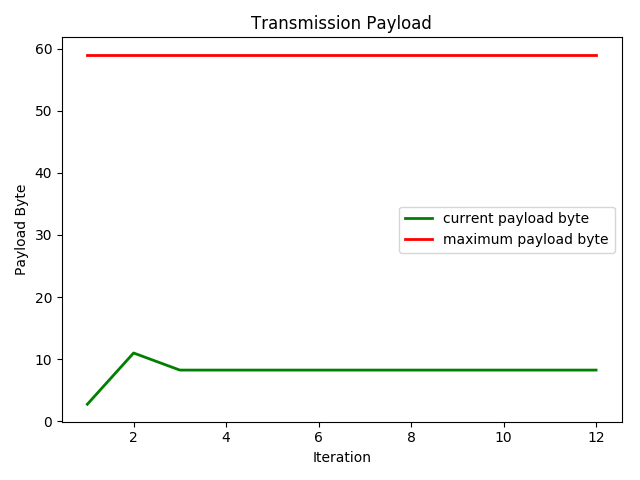 Transmission Payload
Payload Byte
60
50
40
30
20
10
0
current payload byte
maximum payload byte
2
4
6
8
10
12
Iteration